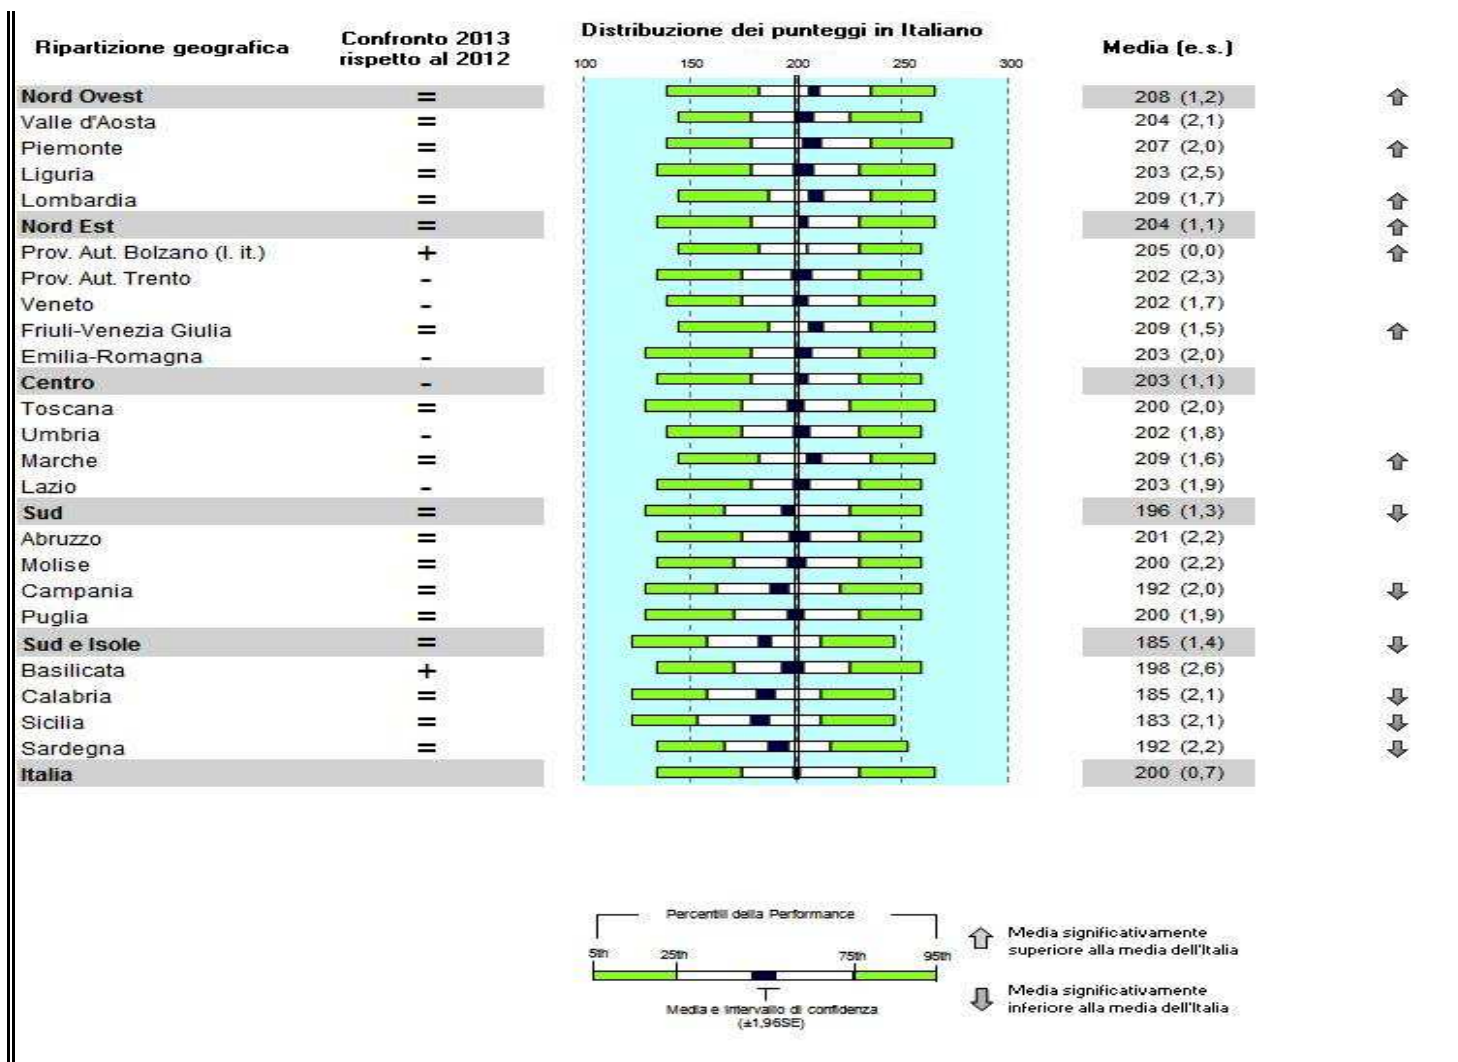 Ripartizione geografica
Confronto 2013
rispetto al 2012
Distribuzione dei punteggi in Italiano
Media (e.s.)
100 150 200 250 300
Nord Ovest = 208 (1,2)
Valle d'Aosta = 204 (2,1)
Piemonte = 207 (2,0)
Liguria = 203 (2,5)
Lombardia = 209 (1,7)
Nord Est = 204 (1,1)
Prov. Aut. Bolzano (l. it.) + 205 (0,0)
Prov. Aut. Trento - 202 (2,3)
Veneto - 202 (1,7)
Friuli-Venezia Giulia = 209 (1,5)
Emilia-Romagna - 203 (2,0)
Centro - 203 (1,1)
Toscana = 200 (2,0)
Umbria - 202 (1,8)
Marche = 209 (1,6)
Lazio - 203 (1,9)
Sud = 196 (1,3)
Abruzzo = 201 (2,2)
Molise = 200 (2,2)
Campania = 192 (2,0)
Puglia = 200 (1,9)
Sud e Isole = 185 (1,4)
Basilicata + 198 (2,6)
Calabria = 185 (2,1)
Sicilia = 183 (2,1)
Sardegna = 192 (2,2)
Italia 200 (0,7)
Percentili della Performance
5th 25th 75th 95th
Media e Intervallo di confidenza
(±1,96SE)
Media significativamente
superiore alla media dell'Italia
Media significativamente
inferiore alla media dell'Italia